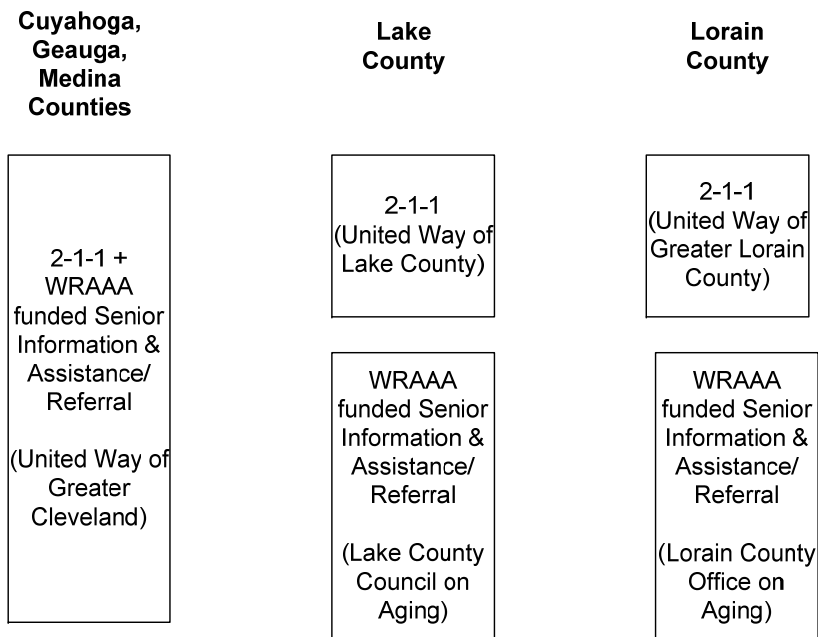 Cuyahoga,
Geauga,
Medina
Counties
Lake
County
Lorain
County
2-1-1 +
WRAAA
funded Senior
Information &
Assistance/
Referral
(United Way of
Greater
Cleveland)
2-1-1
(United Way of
Lake County)
WRAAA
funded Senior
Information &
Assistance/
Referral
(Lake County
Council on
Aging)
2-1-1
(United Way of
Greater Lorain
County)
WRAAA
funded Senior
Information &
Assistance/
Referral
(Lorain County
Office on
Aging)